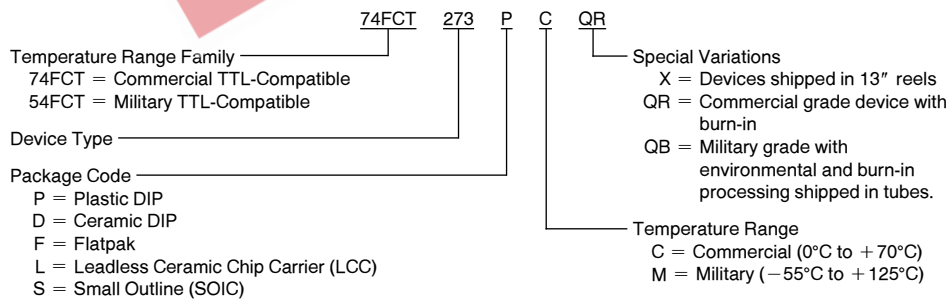 74FCT 273 P C QR
Temperature Range Family
74FCT = Commercial TTL-Compatible
54FCT = Military TTL-Compatible
Device Type
Package Code
P = Plastic DIP
D = Ceramic DIP
F = Flatpak
L = Leadless Ceramic Chip Carrier (LCC)
S = Small Outline (SOIC)
Special Variations
X = Devices shipped in 13″ reels
QR = Commercial grade device with
burn-in
QB = Military grade with
environmental and burn-in
processing shipped in tubes.
Temperature Range
C = Commercial (0°C to +70°C)
M = Military (−55°C to +125°C)